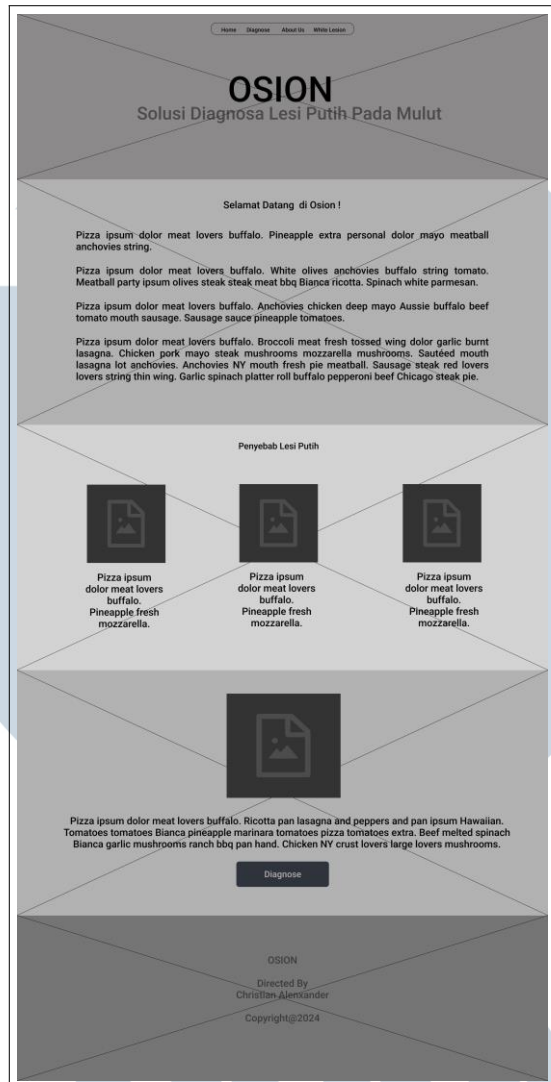 Home Diagnose About Us White Lesion
OSION
Solusi Diagnosa Lesi Putih Pada Mulut
Selamat Datang di Osion !
Pizza ipsum dolor meat lovers buffalo. Pineapple extra personal dolor mayo meatball
anchovies string.
Pizza ipsum dolor meat lovers buffalo. White olives anchovies buffalo string tomato.
Meatball party ipsum olives steak steak meat bbq Bianca ricotta. Spinach white parmesan.
Pizza ipsum dolor meat lovers buffalo. Anchovies chicken deep mayo Aussie buffalo beef
tomato mouth sausage. Sausage sauce pineapple tomatoes.
Pizza ipsum dolor meat lovers buffalo. Broccoli meat fresh tossed wing dolor garlic burnt
lasagna. Chicken pork mayo steak mushrooms mozzarella mushrooms. Sautéed mouth
lasagna lot anchovies. Anchovies NY mouth fresh pie meatball. Sausage steak red lovers
lovers string thin wing. Garlic spinach platter roll buffalo pepperoni beef Chicago steak pie.
Penyebab Lesi Putih
Pizza ipsum
dolor meat lovers
buffalo.
Pineapple fresh
mozzarella.
Pizza ipsum
dolor meat lovers
buffalo.
Pineapple fresh
mozzarella.
Pizza ipsum
dolor meat lovers
buffalo.
Pineapple fresh
mozzarella.
Pizza ipsum dolor meat lovers buffalo. Ricotta pan lasagna and peppers and pan ipsum Hawaiian.
Tomatoes tomatoes Bianca pineapple marinara tomatoes pizza tomatoes extra. Beef melted spinach
Bianca garlic mushrooms ranch bbq pan hand. Chicken NY crust lovers large lovers mushrooms.
Diagnose
OSION
Directed By
Christian Alenxander
Copyright@2024